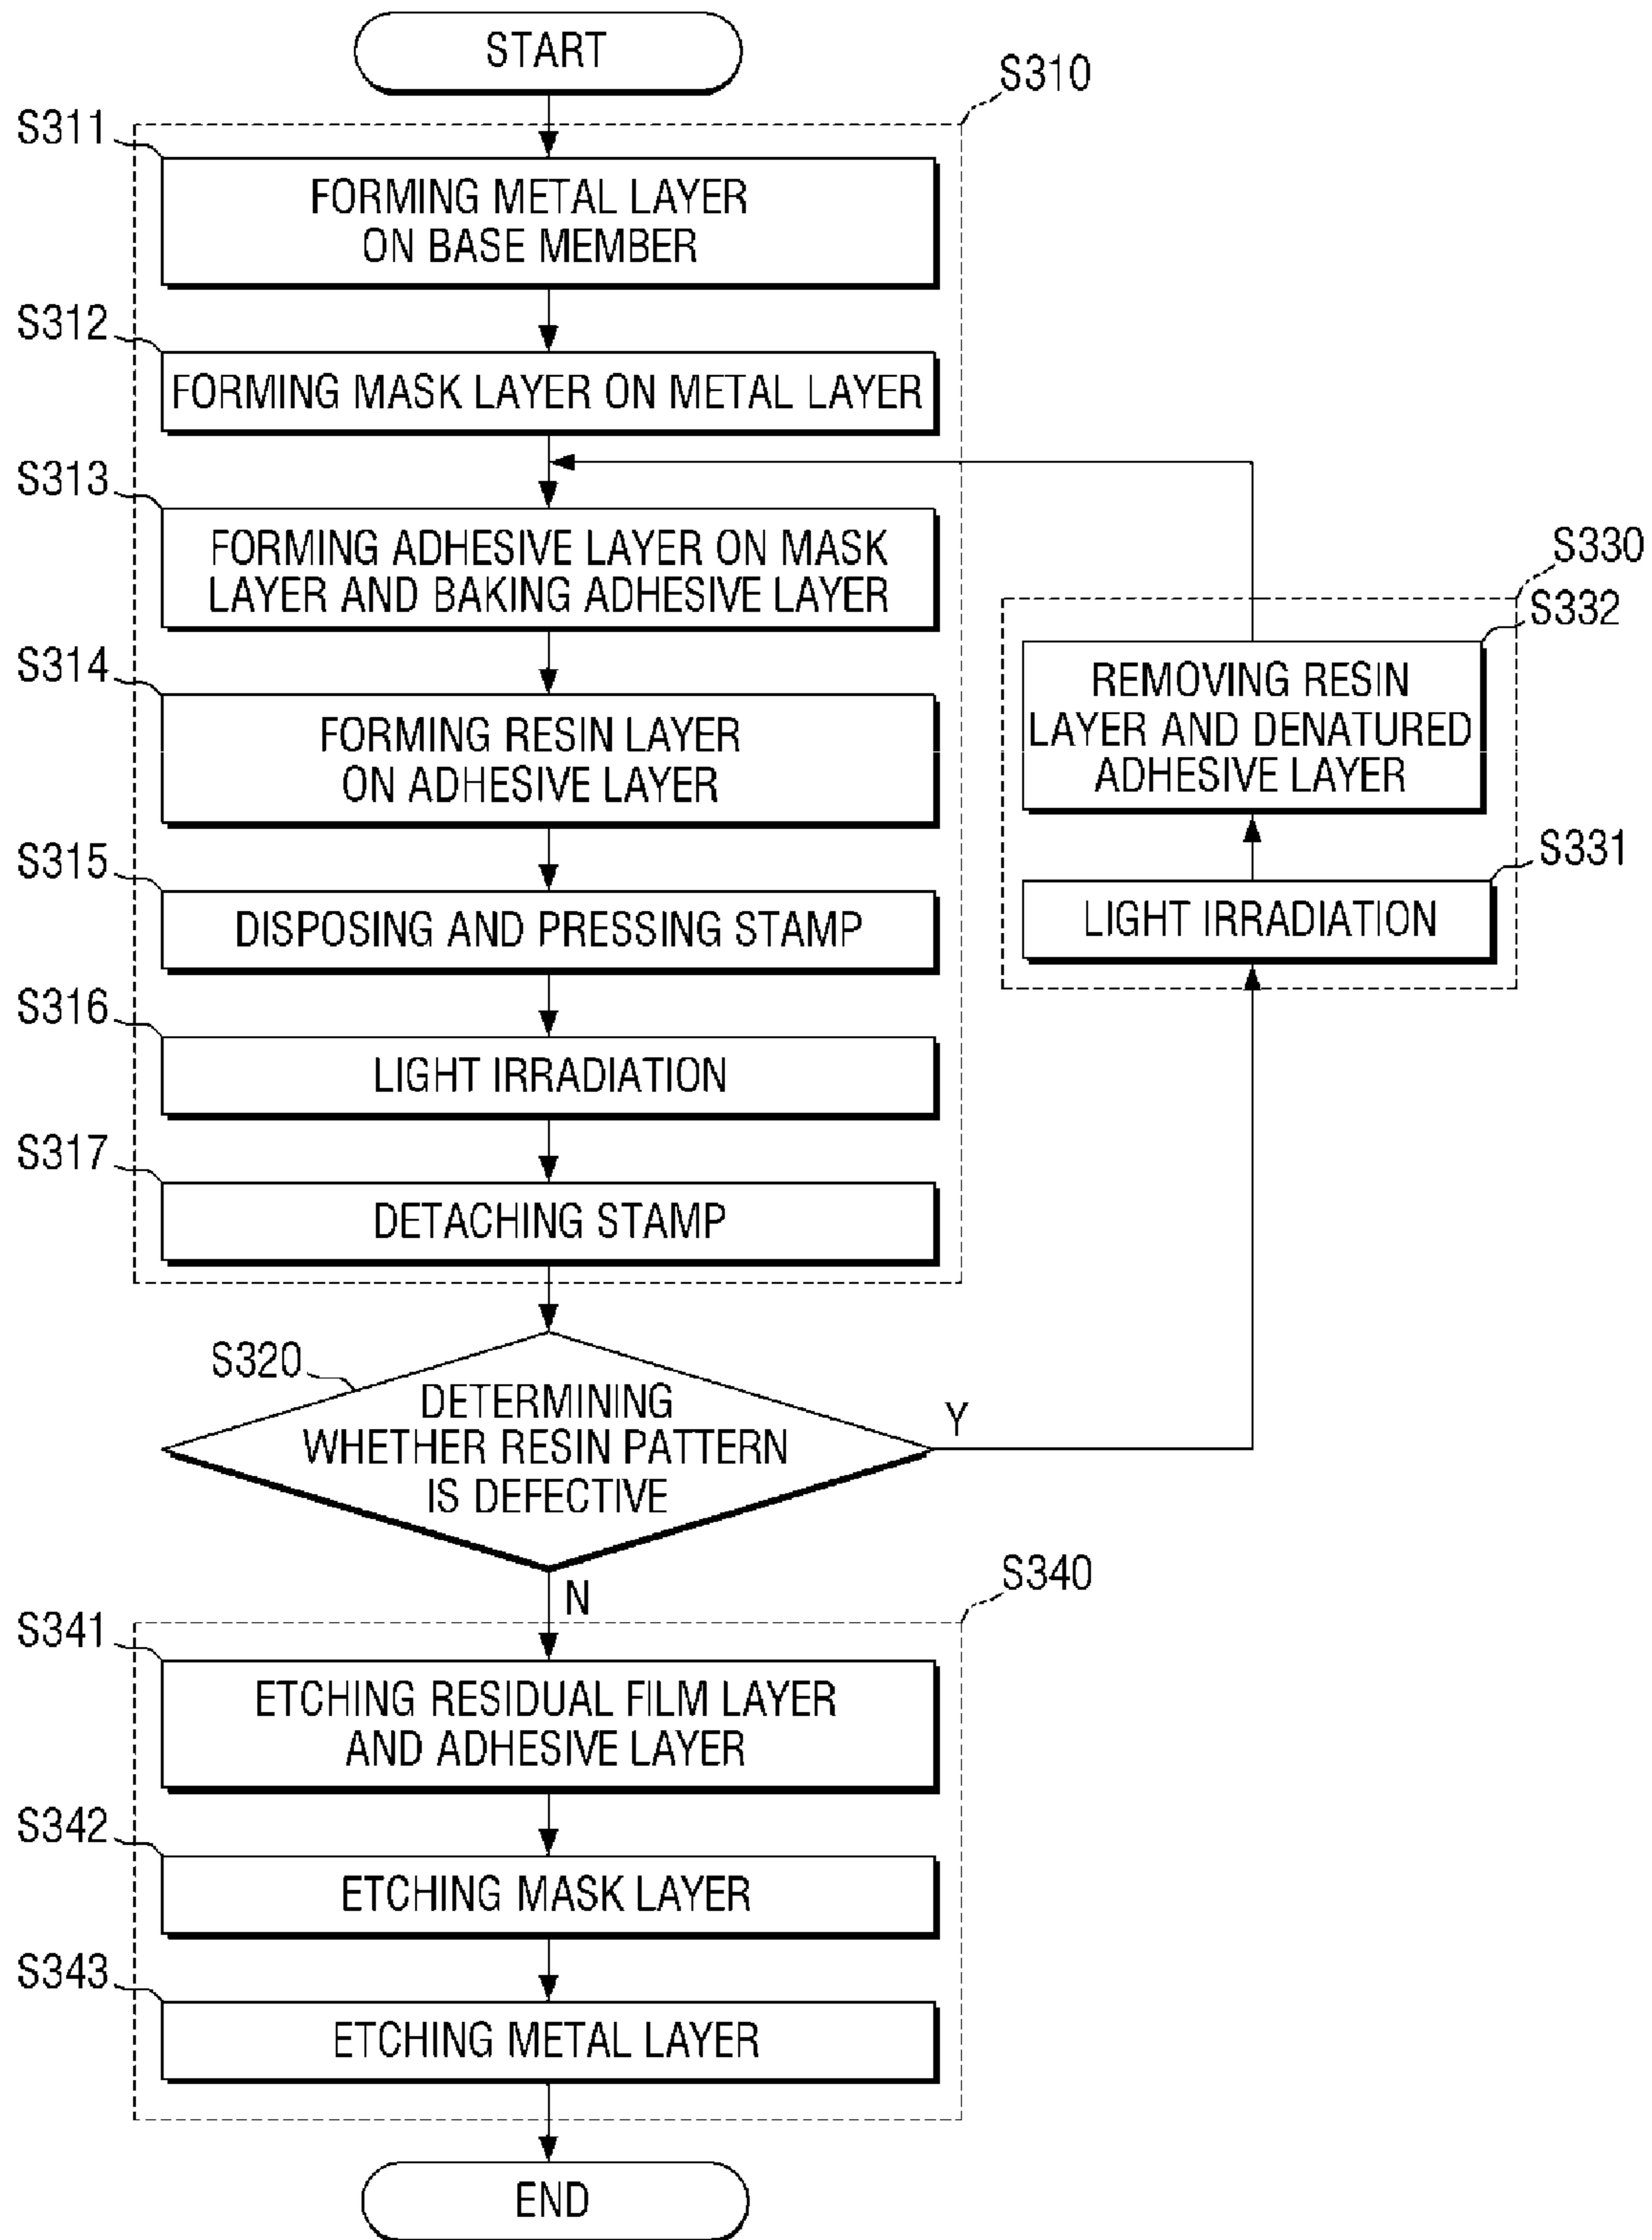 START
S310
S311
FORMING METAL LAYER
ON BASE MEMBER
S312
FORMING MASK LAYER ON METAL LAYER
S313
FORMING ADHESIVE LAYER ON MASK
LAYER AND BAKING ADHESIVE LAYER
S330
S332
REMOVING RESIN
LAYER AND DENATURED
ADHESIVE LAYER
S314
FORMING RESIN LAYER
ON ADHESIVE LAYER
S331
LIGHT IRRADIATION
S315
DISPOSING AND PRESSING STAMP
S316
LIGHT IRRADIATION
S317
DETACHING STAMP
S320
DETERMINING
WHETHER RESIN PATTERN
IS DEFECTIVE
Y
N
S340
S341
ETCHING RESIDUAL FILM LAYER
AND ADHESIVE LAYER
S342
ETCHING MASK LAYER
S343
ETCHING METAL LAYER
END